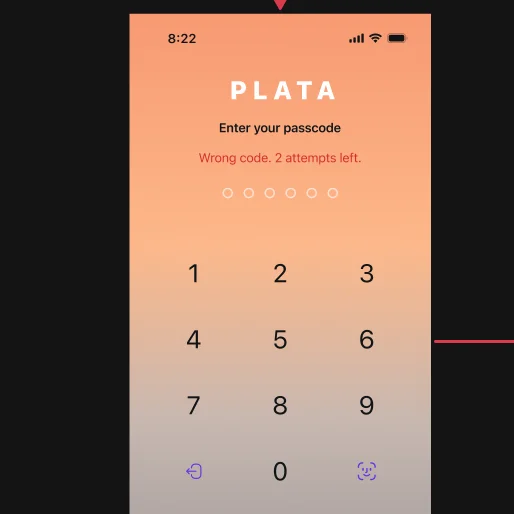 8:22
PLATA
Enter your passcode
Wrong code. 2 attempts left.
1 2 3
4 5 6
7 8 9
0